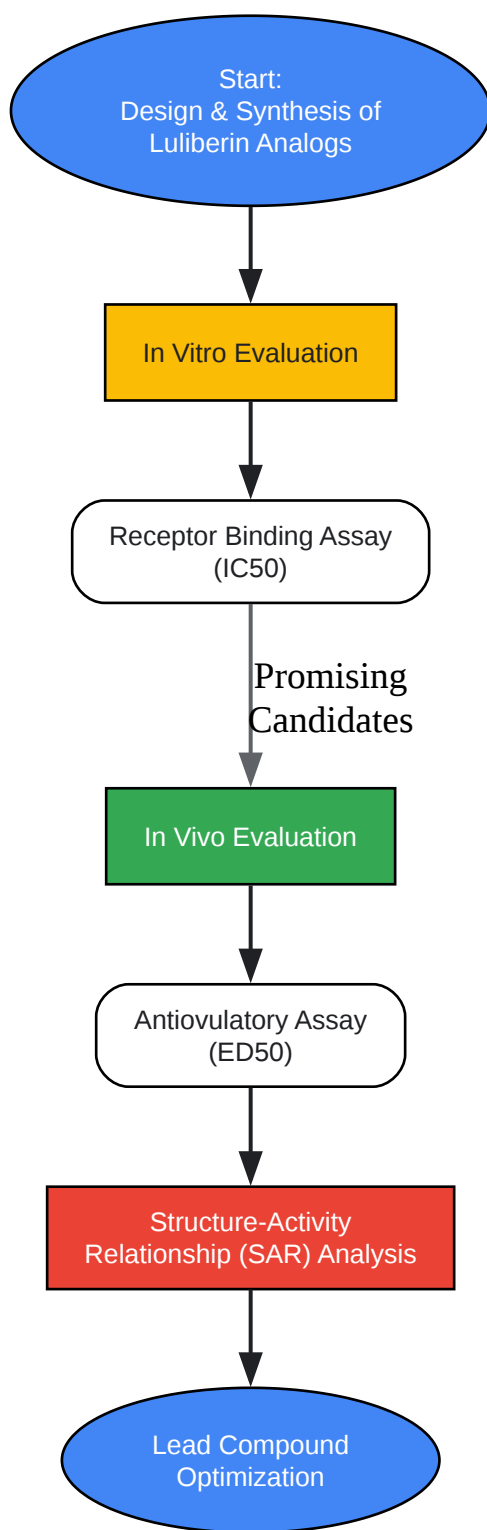 Start:
Design & Synthesis of
Luliberin Analogs
In Vitro Evaluation
Receptor Binding Assay
(IC50)
Promising
Candidates
In Vivo Evaluation
Antiovulatory Assay
(ED50)
Structure-Activity
Relationship (SAR) Analysis
Lead Compound
Optimization